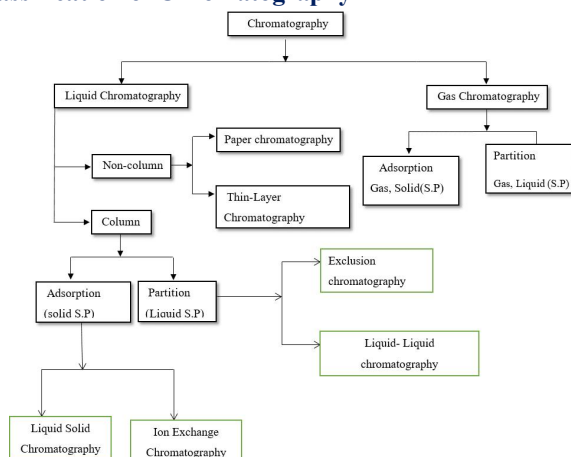 Chromatography
Liquid Chromatography
Gas Chromatography
Non-column
Paper chromatography
Thin-Layer
Chromatography
Adsorption
Gas, Solid(S.P)
Partition
Gas, Liquid (S.P)
Column
Adsorption
(solid S.P)
Partition
(Liquid S.P)
Exclusion
chromatography
Liquid- Liquid
chromatography
Liquid Solid
Chromatography
Ion Exchange
Chromatography